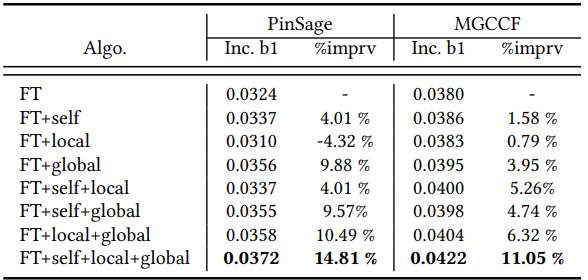 PinSage MGCCF
Algo. Inc. b1 %imprv Inc. b1 %imprv
FT 0.0324 - 0.0380 -
FT+self 0.0337 4.01 % 0.0386 1.58 %
FT+local 0.0310 -4.32 % 0.0383 0.79 %
FT+global 0.0356 9.88 % 0.0395 3.95 %
FT+self+local 0.0337 4.01 % 0.0400 5.26%
FT+self+global 0.0355 9.57% 0.0398 4.74 %
FT+local+global 0.0358 10.49 % 0.0404 6.32 %
FT+self+local+global 0.0372 14.81 % 0.0422 11.05 %